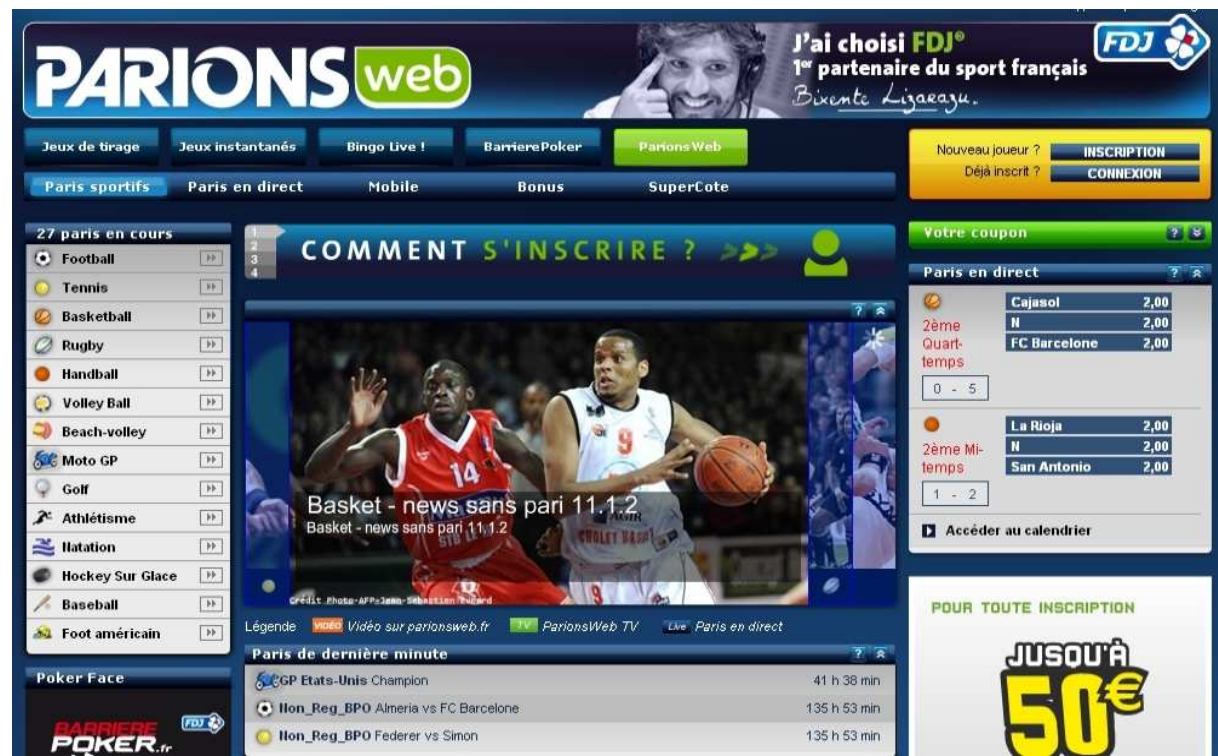 PARIONS web
J'ai choisi FDJ®
1er partenaire du sport français
Bixente Lizarazu.
FDJ
Jeux de tirage
Jeux instantanés
Bingo Live !
BarrierePoker
ParionsWeb
Nouveau joueur ? INSCRIPTION
Déjà inscrit ? CONNEXION
Paris sportifs
Paris en direct
Mobile
Bonus
SuperCote
27 paris en cours
Football
Tennis
Basketball
Rugby
Handball
Volley Ball
Beach-volley
Moto GP
Golf
Athlétisme
Natation
Hockey Sur Glace
Baseball
Foot américain
Poker Face
BARRIERE
POKER.fr
FDJ
1
2
3
4
COMMENT S'INSCRIRE ? >>>
? 
14
9
AGIR
CHOLET BASKET
9
Basket - news sans pari 11.1.2
Basket - news sans pari 11.1.2
Crédit Photo-AFP-Jean-Sebastien Evrard
Légende VIDÉO Vidéo sur parionsweb.fr TV ParionsWeb TV Live Paris en direct
Paris de dernière minute ?
GP Etats-Unis Champion 41 h 38 min
Non_Reg_BPO Almeria vs FC Barcelone 135 h 53 min
Non_Reg_BPO Federer vs Simon 135 h 53 min
Votre coupon ?
Paris en direct ?
2ème Quart-
temps
0 - 5
Cajasol 2,00
N 2,00
FC Barcelone 2,00
2ème Mi-
temps
1 - 2
La Rioja 2,00
N 2,00
San Antonio 2,00
Accéder au calendrier
POUR TOUTE INSCRIPTION
JUSQU'À
50€